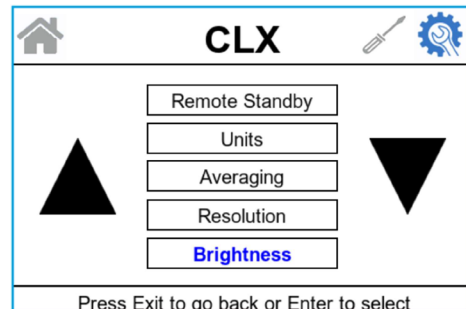 CLX
Remote Standby
Units
Averaging
Resolution
Brightness
Press Exit to go back or Enter to select